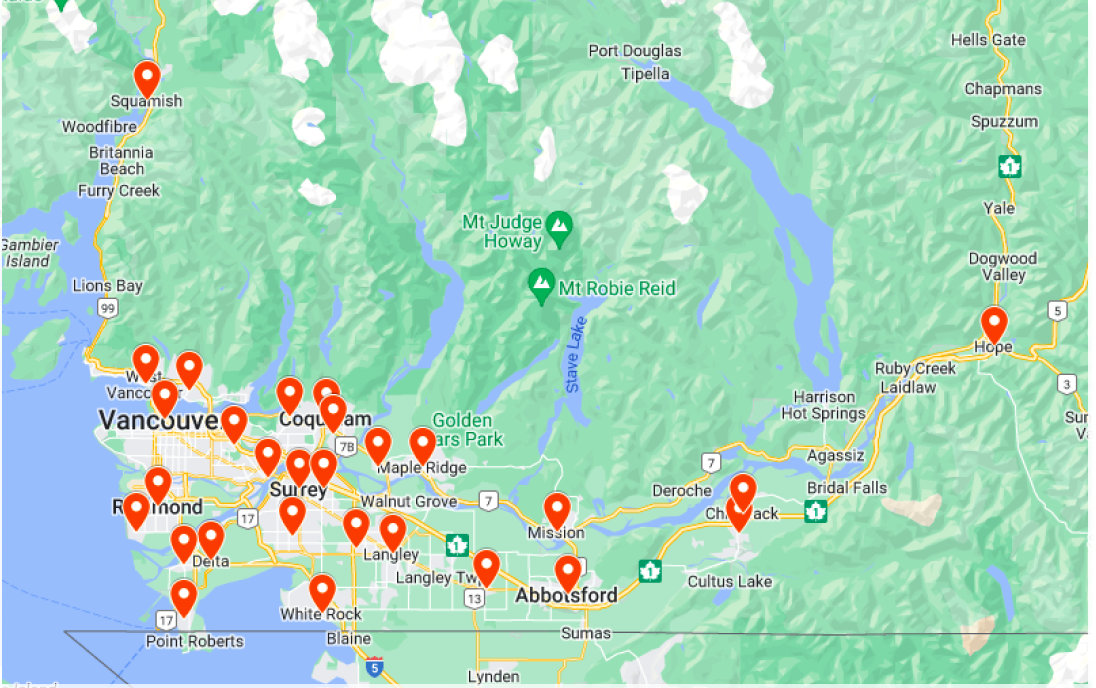 Port Douglas
Tipella
Hells Gate
Chapmans
Spuzzum
1
Yale
Dogwood
Valley
5
Hope
3
Squamish
Woodfibre
Britannia
Beach
Furry Creek
Gambier
Island
Lions Bay
99
Mt Judge
Howay
Mt Robie Reid
Stave Lake
Ruby Creek
Laidlaw
Harrison
Hot Springs
Agassiz
Bridal Falls
1
West
Vancouver
Vancouver
Coquitlam
7B
Golden
Ears Park
Maple Ridge
Surrey
Walnut Grove
7
7
Deroche
Richmond
17
Mission
Chilliwack
Delta
Langley
1
Langley Twp
13
Abbotsford
1
Cultus Lake
White Rock
17
Point Roberts
Blaine
Sumas
5
Lynden